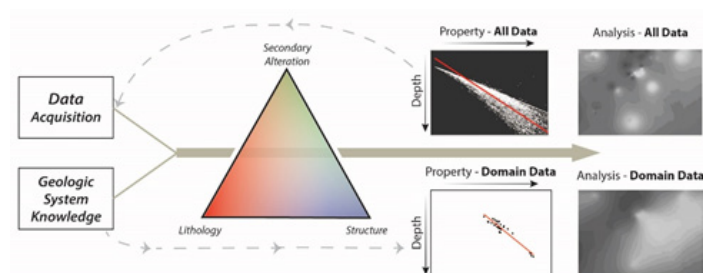 Data
Acquisition
Geologic
System
Knowledge
Secondary
Alteration
Lithology
Structure
Property - All Data
Depth
Analysis - All Data
Property - Domain Data
Depth
Analysis - Domain Data